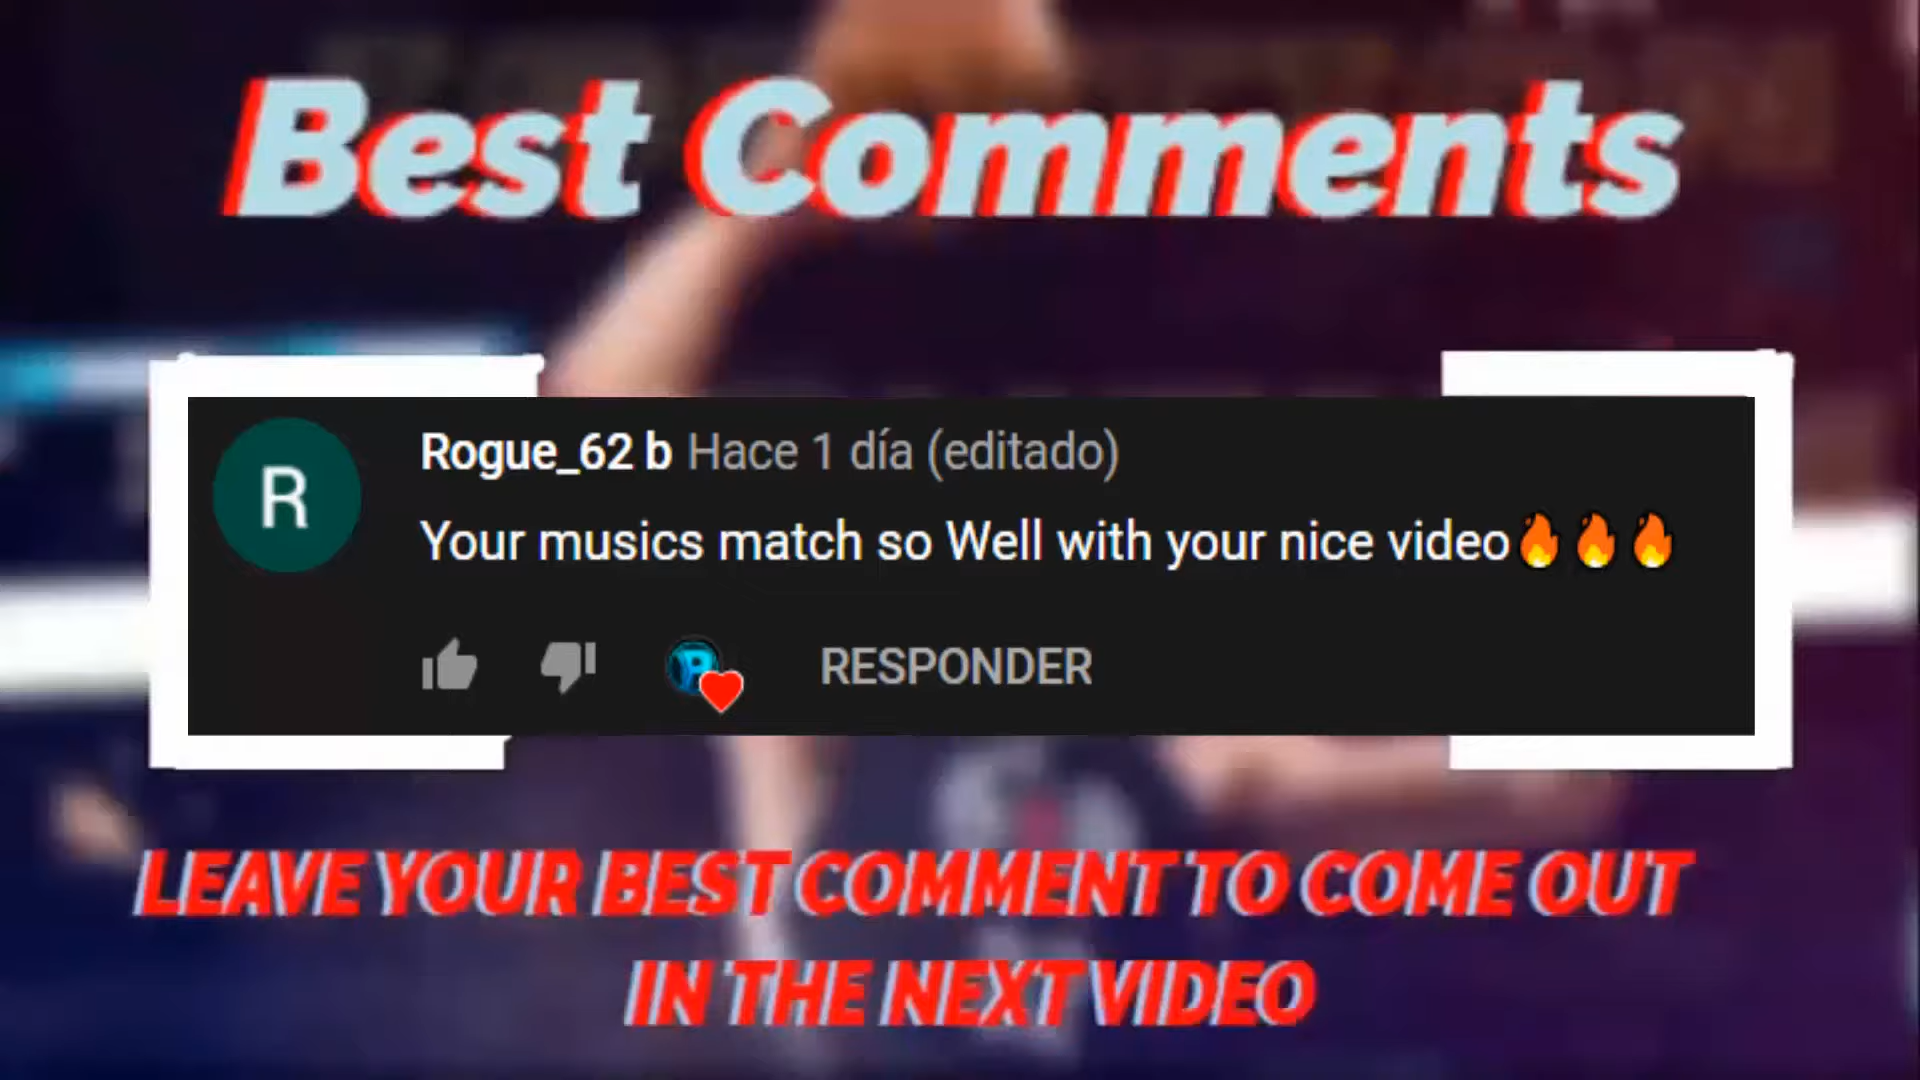 Best Comments
R
Rogue_62 b Hace 1 día (editado)
Your musics match so Well with your nice video🔥🔥🔥
RESPONDER
LEAVE YOUR BEST COMMENT TO COME OUT
IN THE NEXT VIDEO